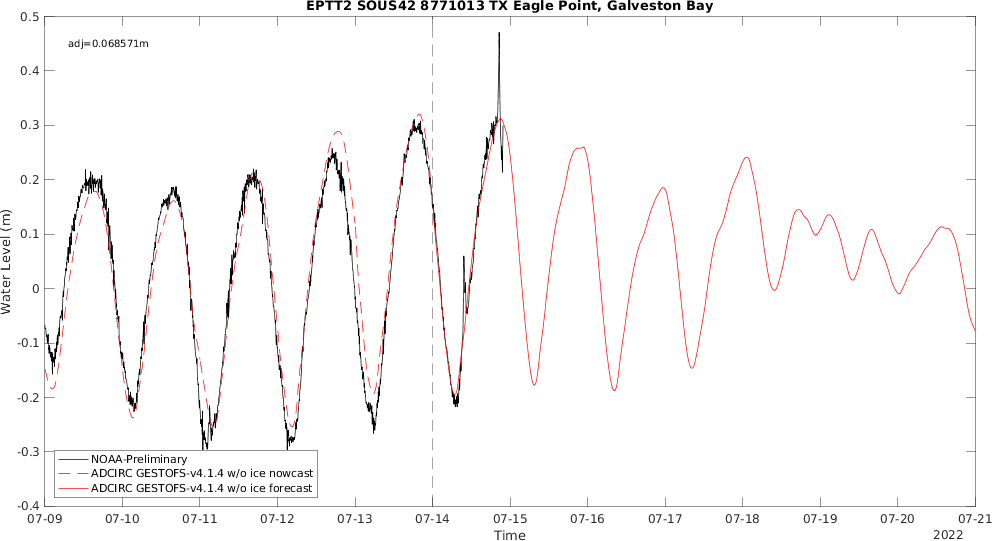 EPTT2 SOUS42 8771013 TX Eagle Point, Galveston Bay
adj=0.068571m
0.5
0.4
0.3
0.2
0.1
0
-0.1
-0.2
-0.3
-0.4
Water Level (m)
NOAA-Preliminary
ADCIRC GESTOFS-v4.1.4 w/o ice nowcast
ADCIRC GESTOFS-v4.1.4 w/o ice forecast
07-09 07-10 07-11 07-12 07-13 07-14 07-15 07-16 07-17 07-18 07-19 07-20 07-21
Time
2022